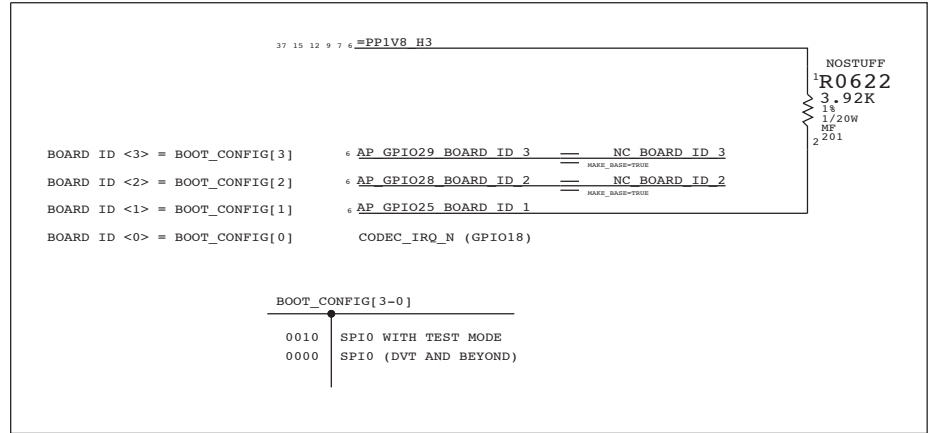 37 15 12 9 7 6 =PP1V8_H3
NOSTUFF
1 R0622
3.92K
1%
1/20W
MF
2 201
BOARD ID <3> = BOOT_CONFIG[3] 6 AP_GPIO29_BOARD_ID_3 NC_BOARD_ID_3
MAKE_BASE=TRUE
BOARD ID <2> = BOOT_CONFIG[2] 6 AP_GPIO28_BOARD_ID_2 NC_BOARD_ID_2
MAKE_BASE=TRUE
BOARD ID <1> = BOOT_CONFIG[1] 6 AP_GPIO25_BOARD_ID_1
BOARD ID <0> = BOOT_CONFIG[0] CODEC_IRQ_N (GPIO18)
BOOT_CONFIG[3-0]
0010 SPI0 WITH TEST MODE
0000 SPI0 (DVT AND BEYOND)